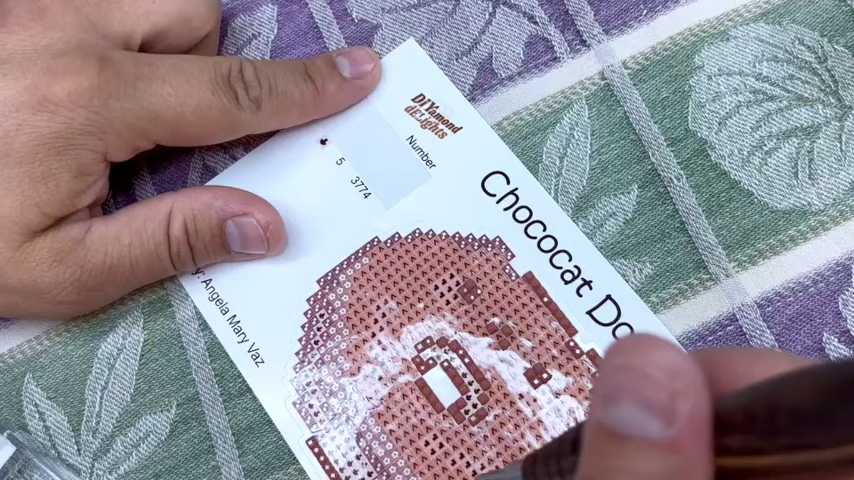 DiYamond
dELights
Number
5 3774
Chococat Do
y: Angela Mary Vaz